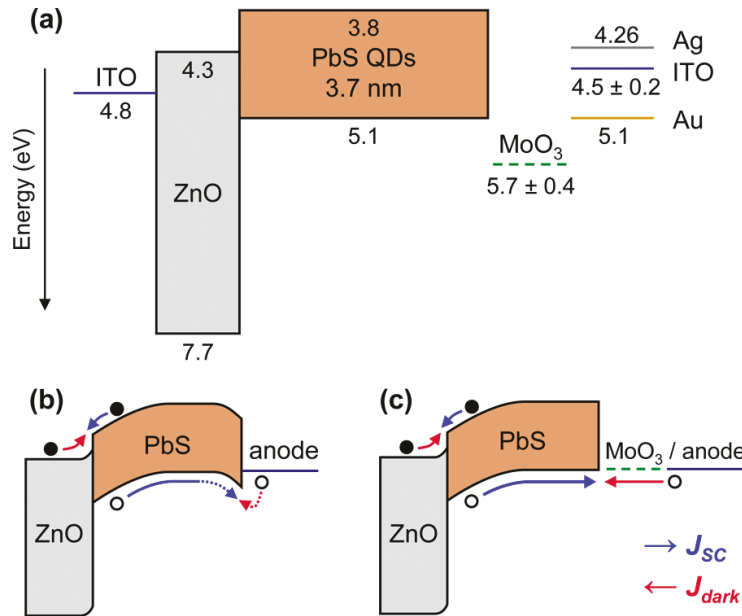 (a)
Energy (eV)
ITO
4.8
4.3
ZnO
7.7
3.8
PbS QDs
3.7 nm
5.1
MoO₃
5.7 ± 0.4
4.26
Ag
ITO
4.5 ± 0.2
Au
5.1
(b)
PbS
anode
ZnO
(c)
PbS
MoO₃ / anode
ZnO
J_SC
J_dark